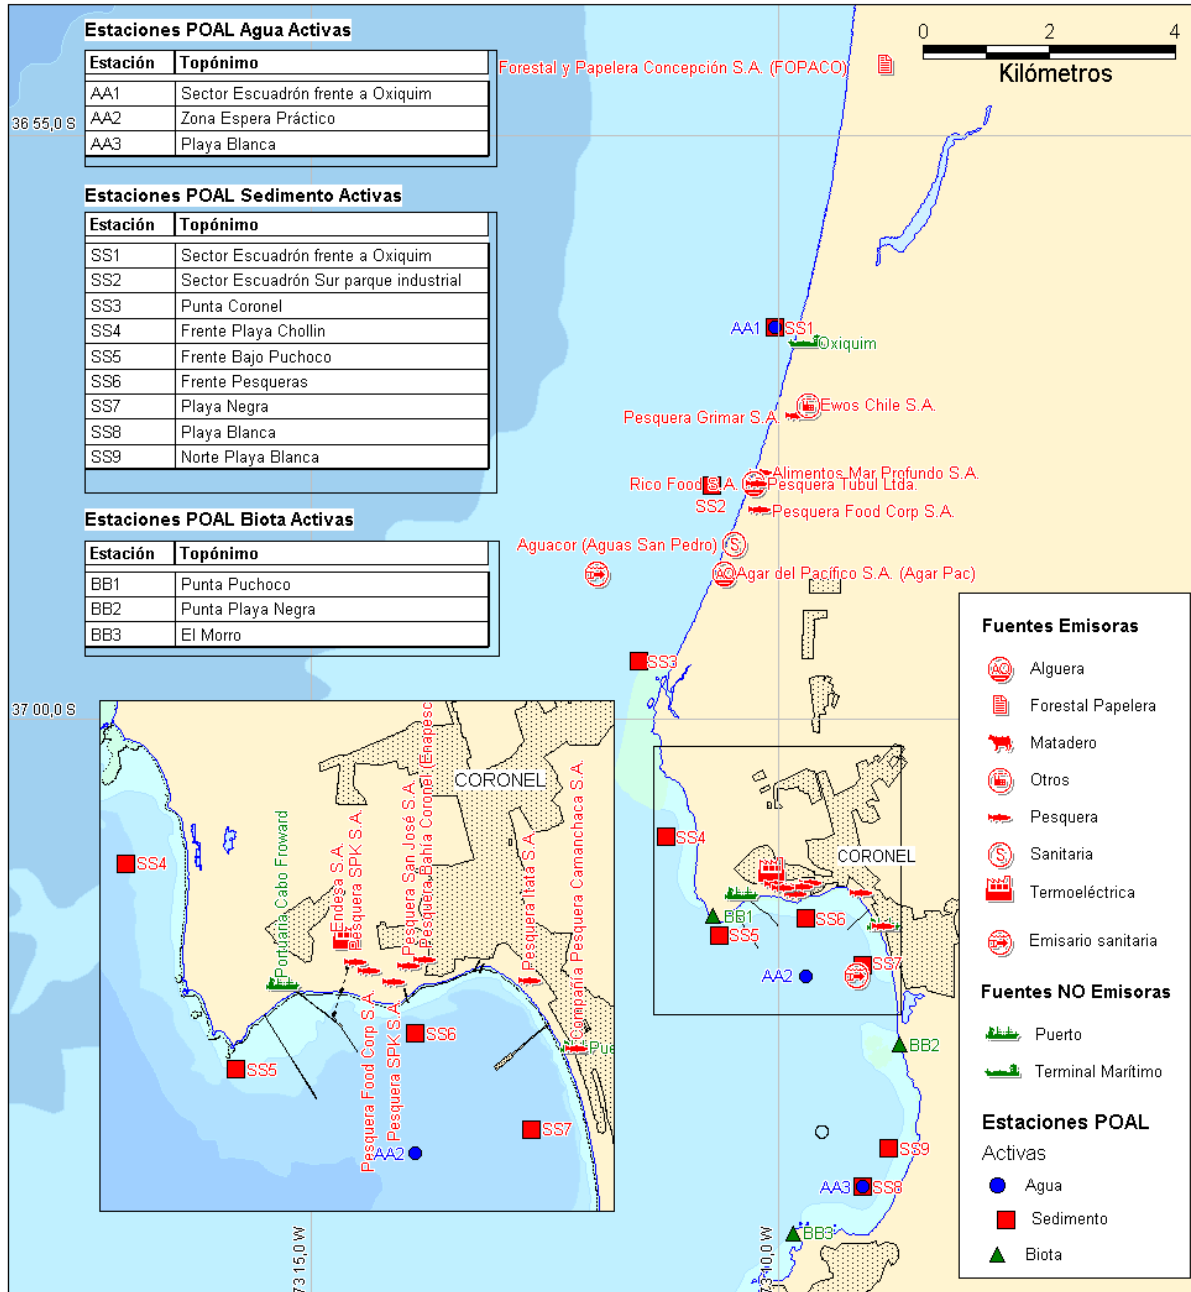 Estaciones POAL Agua Activas
Estación Topónimo
AA1 Sector Escuadrón frente a Oxiquim
AA2 Zona Espera Práctico
AA3 Playa Blanca
Estaciones POAL Sedimento Activas
Estación Topónimo
SS1 Sector Escuadrón frente a Oxiquim
SS2 Sector Escuadrón Sur parque industrial
SS3 Punta Coronel
SS4 Frente Playa Chollin
SS5 Frente Bajo Puchoco
SS6 Frente Pesqueras
SS7 Playa Negra
SS8 Playa Blanca
SS9 Norte Playa Blanca
Estaciones POAL Biota Activas
Estación Topónimo
BB1 Punta Puchoco
BB2 Punta Playa Negra
BB3 El Morro
0 2 4
Kilómetros
Forestal y Papelera Concepción S.A. (FOPACO)
36 55,0 S
AA1 SS1
Oxiquim
Ewos Chile S.A.
Pesquera Grimar S.A.
Alimentos Mar Profundo S.A.
Rico Food S.A.
Pesquera Tubul Ltda.
SS2
Pesquera Food Corp S.A.
Aguacor (Aguas San Pedro)
Agar del Pacífico S.A. (Agar Pac)
SS3
37 00,0 S
SS4
CORONEL
BB1
SS5
SS6
SS7
AA2
BB2
SS9
AA3 SS8
BB3
73 15,0 W
73 10,0 W
CORONEL
SS4
Portuaria Cabo Froward
Endesa S.A.
Pesquera SPK S.A.
Pesquera San José S.A.
Pesquera Bahía Coronel (Enapesc
Pesquera Itata S.A.
Compañia Pesquera Camanchaca S.A.
Pesquera Food Corp S.A.
Pesquera SPK S.A.
SS5
SS6
Pue
SS7
AA2
Fuentes Emisoras
Alguera
Forestal Papelera
Matadero
Otros
Pesquera
Sanitaria
Termoeléctrica
Emisario sanitaria
Fuentes NO Emisoras
Puerto
Terminal Marítimo
Estaciones POAL
Activas
Agua
Sedimento
Biota